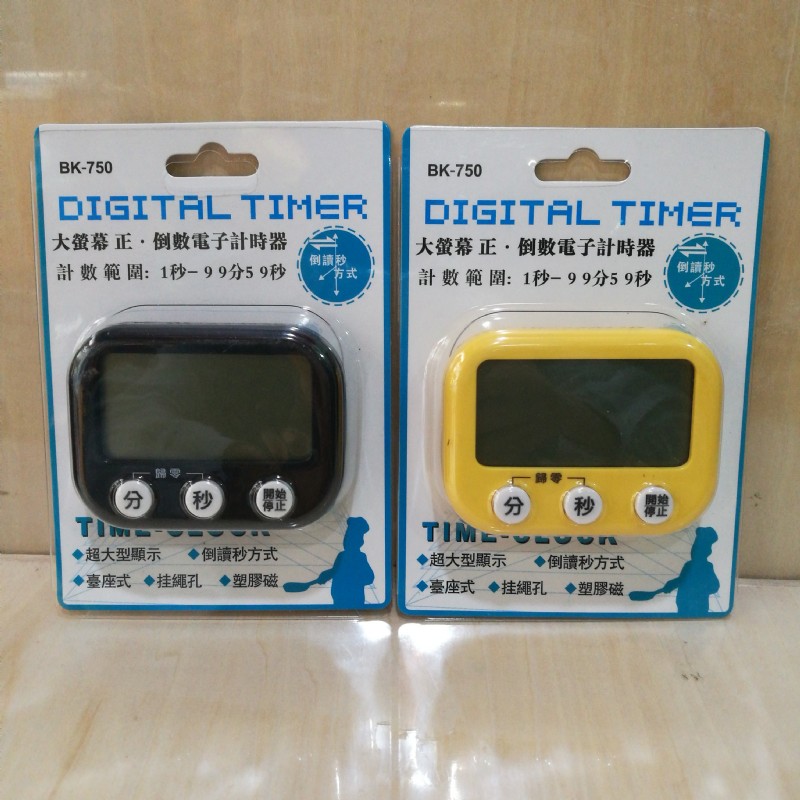 BK-750
DIGITAL TIMER
大螢幕 正·倒數電子計時器
計數範圍: 1秒－99分59秒
倒讀秒
方式
歸零
分 秒 開始
停止
TIME-CLOCK
◆超大型顯示 ◆倒讀秒方式
◆臺座式 ◆挂繩孔 ◆塑膠磁
BK-750
DIGITAL TIMER
大螢幕 正·倒數電子計時器
計數範圍: 1秒－99分59秒
倒讀秒
方式
歸零
分 秒 開始
停止
TIME-CLOCK
◆超大型顯示 ◆倒讀秒方式
◆臺座式 ◆挂繩孔 ◆塑膠磁